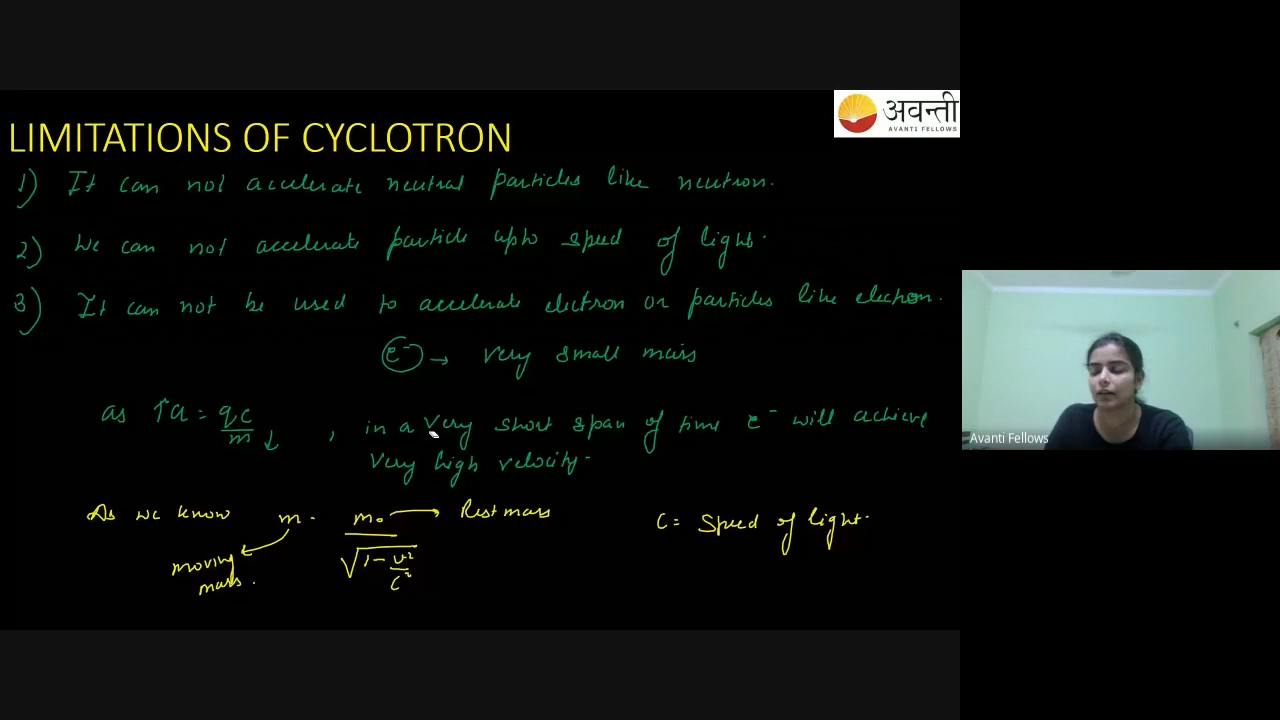 अवन्ती
AVANTI FELLOWS
LIMITATIONS OF CYCLOTRON
1) It can not accelerate neutral particles like neutron.
2) We can not accelerate particle upto speed of light.
3) It can not be used to accelerate electron or particles like electron.
e⁻ → very small mass
as ↑a = qε/m ↓ , in a very short span of time e⁻ will achieve
very high velocity.
As we know m = m₀/√(1 - v²/c²) → Rest mass
moving
mass.
C = Speed of light.
Avanti Fellows